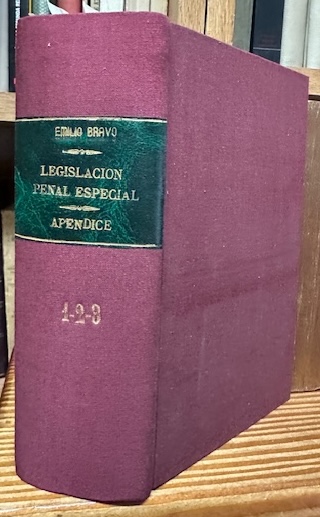 EMILIO BRAVO
LEGISLACION
PENAL ESPECIAL
APENDICE
1-2-3